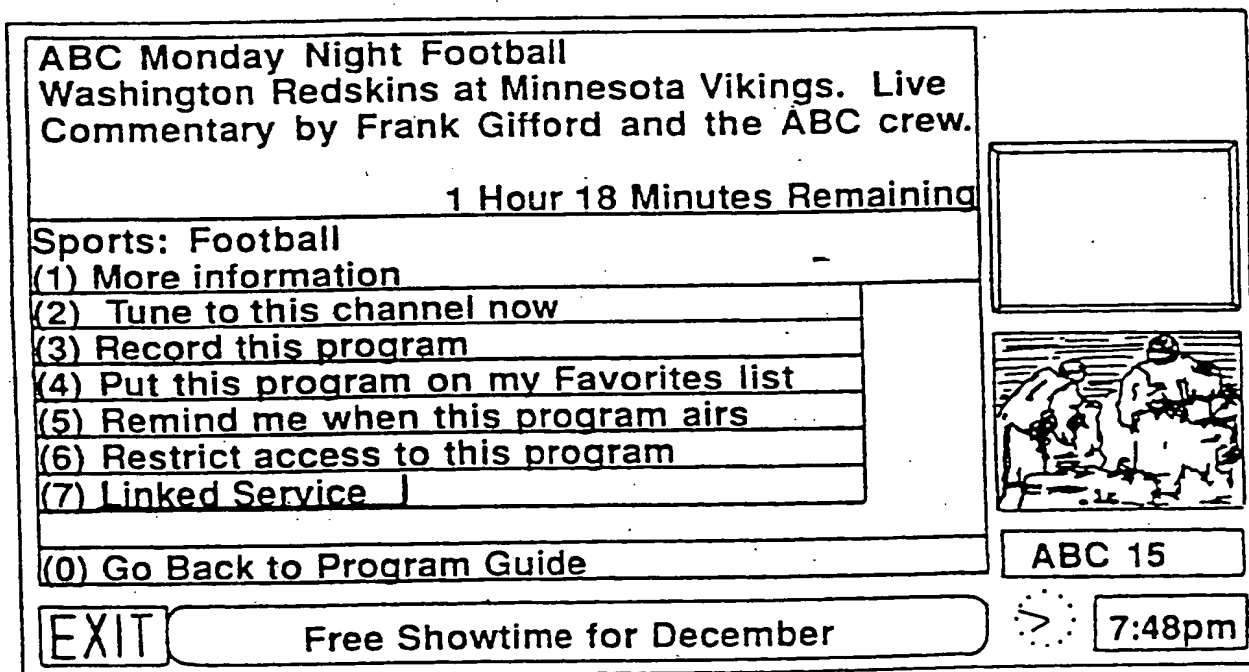 ABC Monday Night Football
Washington Redskins at Minnesota Vikings. Live
Commentary by Frank Gifford and the ABC crew.
1 Hour 18 Minutes Remaining
Sports: Football
(1) More information
(2) Tune to this channel now
(3) Record this program
(4) Put this program on my Favorites list
(5) Remind me when this program airs
(6) Restrict access to this program
(7) Linked Service
(0) Go Back to Program Guide
ABC 15
EXIT
Free Showtime for December
7:48pm